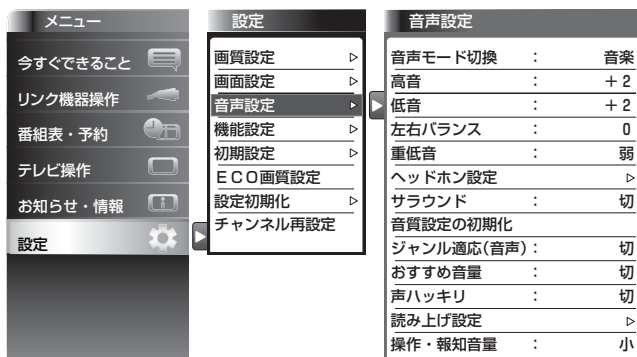 メニュー
今すぐできること
リンク機器操作
番組表・予約
テレビ操作
お知らせ・情報
設定
設定
画質設定 ▷
画面設定 ▷
音声設定 ▷
機能設定 ▷
初期設定 ▷
ECO画質設定
設定初期化 ▷
チャンネル再設定
音声設定
音声モード切換 : 音楽
高音 : +2
低音 : +2
左右バランス : 0
重低音 : 弱
ヘッドホン設定 ▷
サラウンド : 切
音質設定の初期化
ジャンル適応(音声) : 切
おすすめ音量 : 切
声ハッキリ : 切
読み上げ設定 ▷
操作・報知音量 : 小